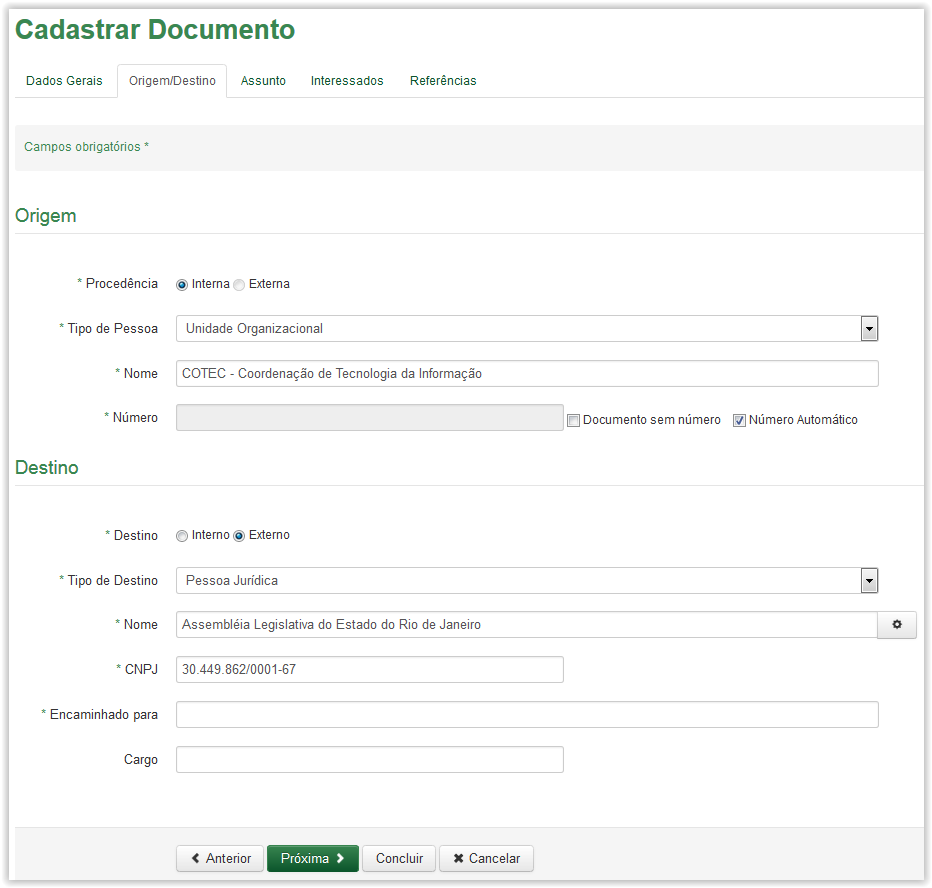 Cadastrar Documento
Dados Gerais Origem/Destino Assunto Interessados Referências
Campos obrigatórios *
Origem
* Procedência Interna Externa
* Tipo de Pessoa Unidade Organizacional
* Nome COTEC - Coordenação de Tecnologia da Informação
* Número Documento sem número Número Automático
Destino
* Destino Interno Externo
* Tipo de Destino Pessoa Jurídica
* Nome Assembléia Legislativa do Estado do Rio de Janeiro
* CNPJ 30.449.862/0001-67
* Encaminhado para
Cargo
Anterior Próxima Concluir Cancelar